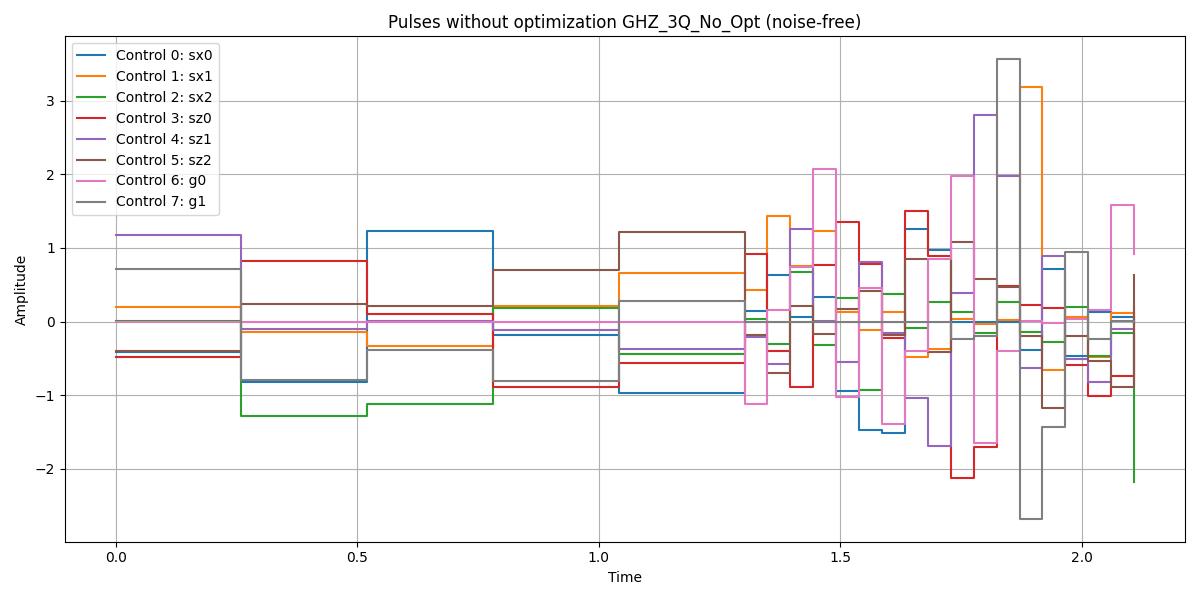 Pulses without optimization GHZ_3Q_No_Opt (noise-free)
Control 0: sx0
Control 1: sx1
Control 2: sx2
Control 3: sz0
Control 4: sz1
Control 5: sz2
Control 6: g0
Control 7: g1
Amplitude
3
2
1
0
−1
−2
0.0 0.5 1.0 1.5 2.0
Time